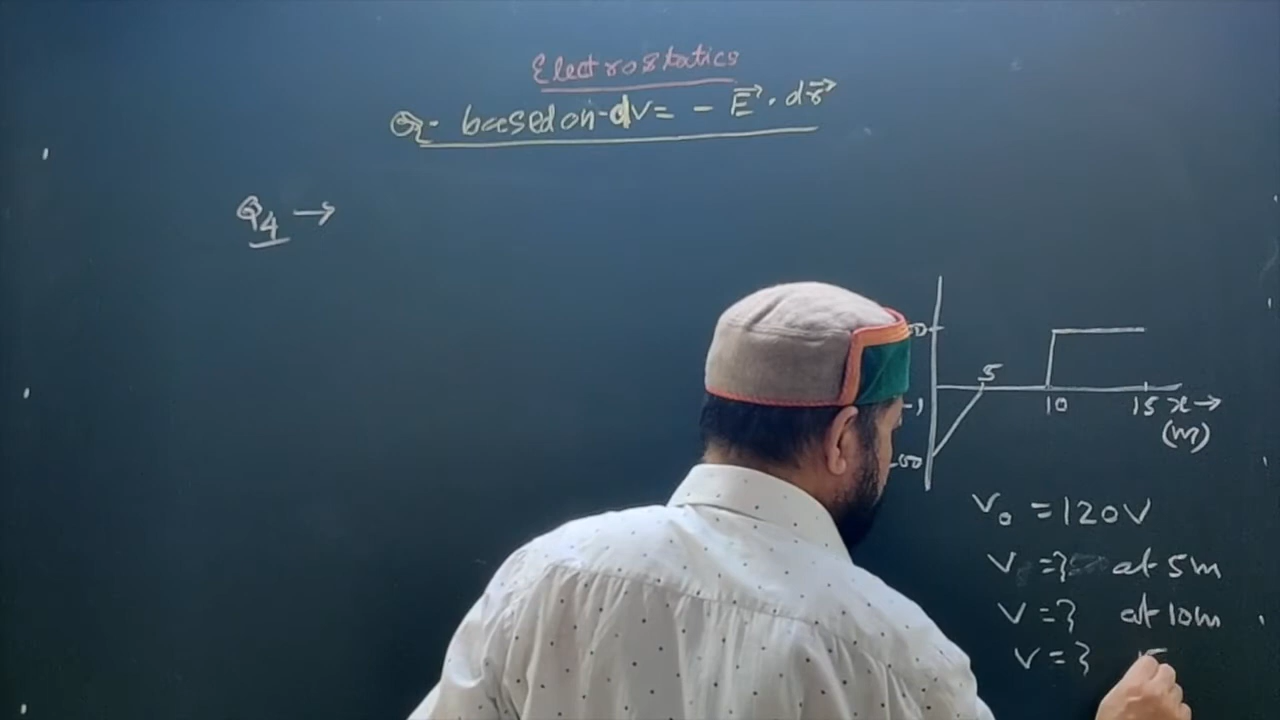 Electrostatics
Q. based on dV = - E⃗ . dr⃗
Q4 →
5
10 15 x →
(m)
V₀ = 120V
V = ? at 5m
V = ? at 10m
V = ?